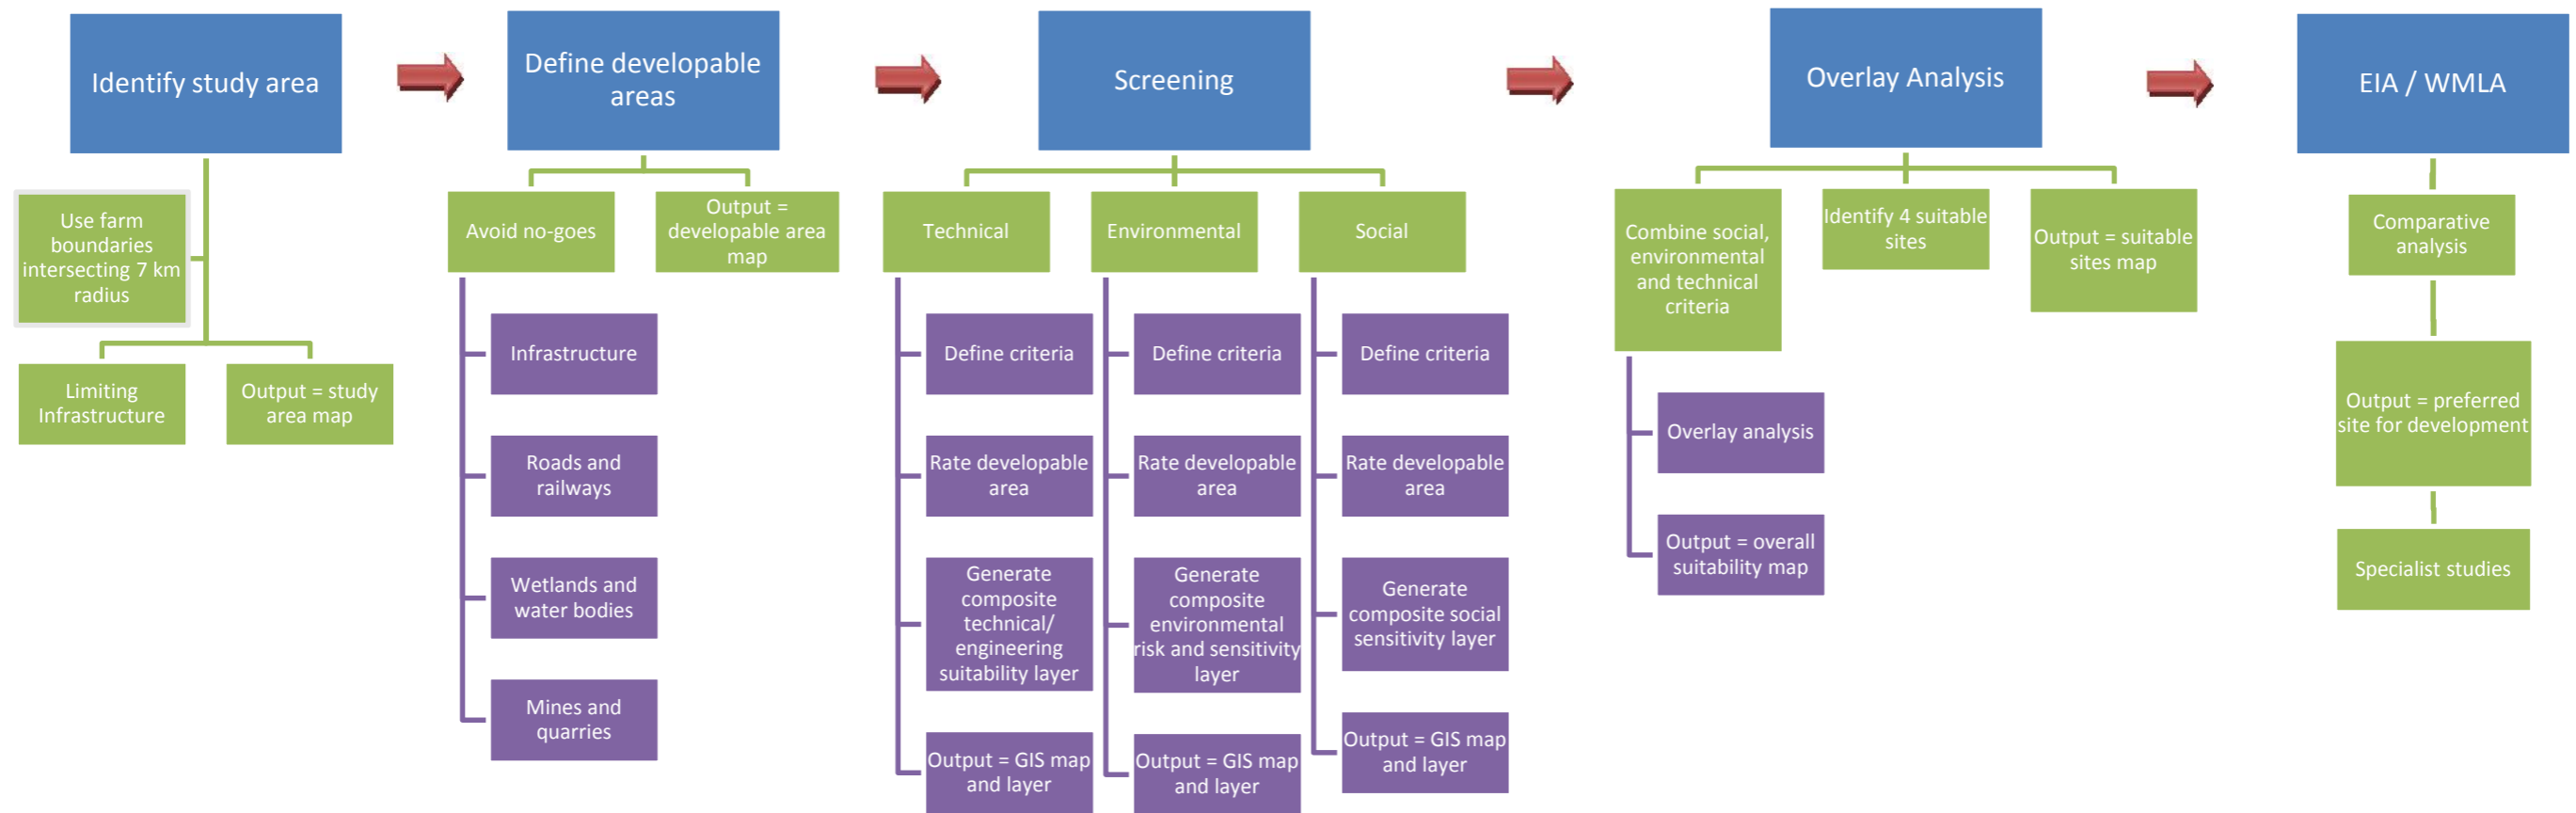 Identify study area
Use farm
boundaries
intersecting 7 km
radius
Limiting
Infrastructure
Output = study
area map
Define developable
areas
Avoid no-goes
Output =
developable area
map
Infrastructure
Roads and
railways
Wetlands and
water bodies
Mines and
quarries
Screening
Technical
Define criteria
Rate developable
area
Generate
composite
technical/
engineering
suitability layer
Output = GIS map
and layer
Environmental
Define criteria
Rate developable
area
Generate
composite
environmental
risk and sensitivity
layer
Output = GIS map
and layer
Social
Define criteria
Rate developable
area
Generate
composite social
sensitivity layer
Output = GIS map
and layer
Overlay Analysis
Combine social,
environmental
and technical
criteria
Overlay analysis
Output = overall
suitability map
Identify 4 suitable
sites
Output = suitable
sites map
EIA / WMLA
Comparative
analysis
Output = preferred
site for development
Specialist studies